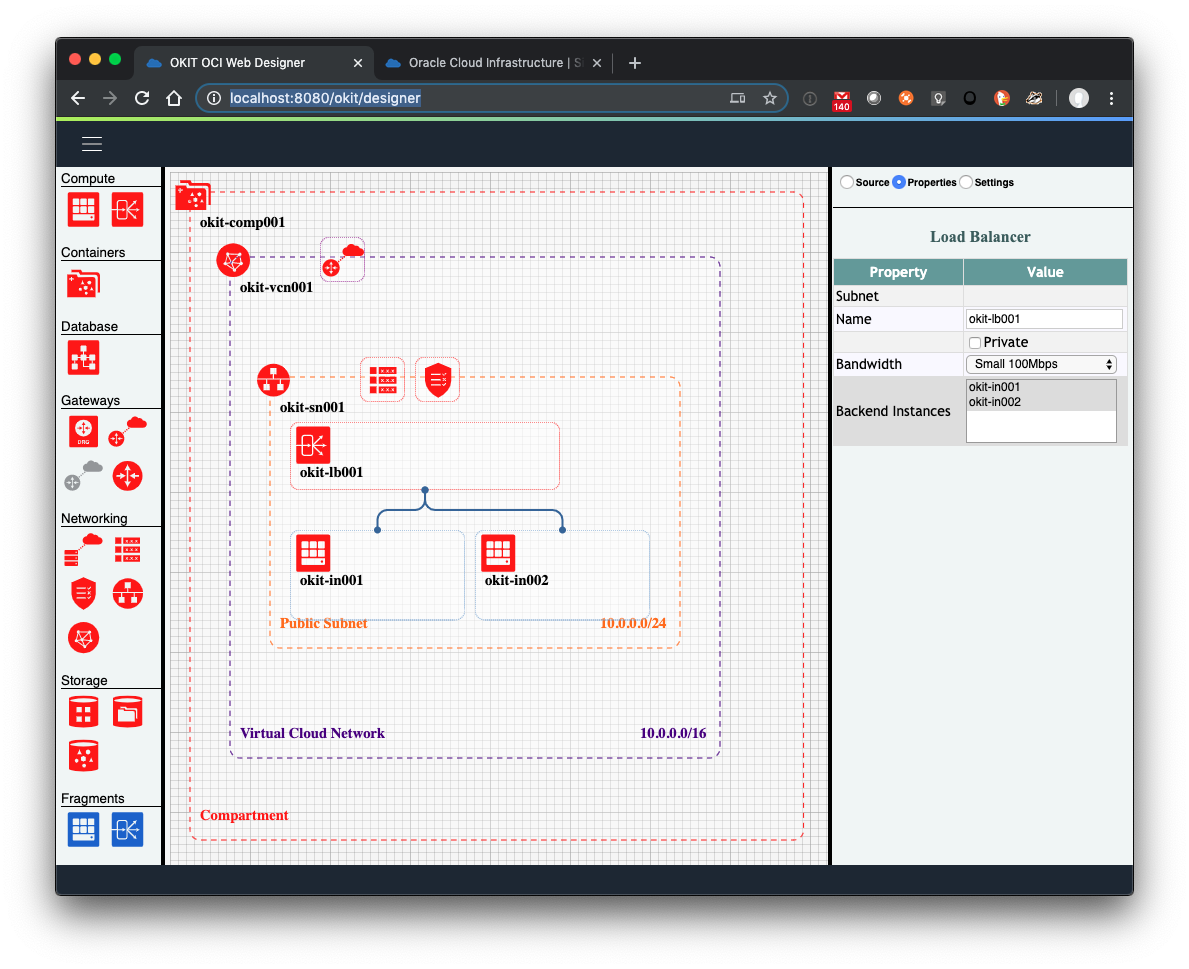 OKIT OCI Web Designer
Oracle Cloud Infrastructure | Si
localhost:8080/okit/designer
140
Compute
Containers
Database
Gateways
DRG
Networking
Storage
Fragments
okit-comp001
okit-vcn001
okit-sn001
okit-lb001
okit-in001
okit-in002
Public Subnet
10.0.0.0/24
Virtual Cloud Network
10.0.0.0/16
Compartment
Source Properties Settings
Load Balancer
Property Value
Subnet
Name okit-lb001
Private
Bandwidth Small 100Mbps
Backend Instances
okit-in001
okit-in002